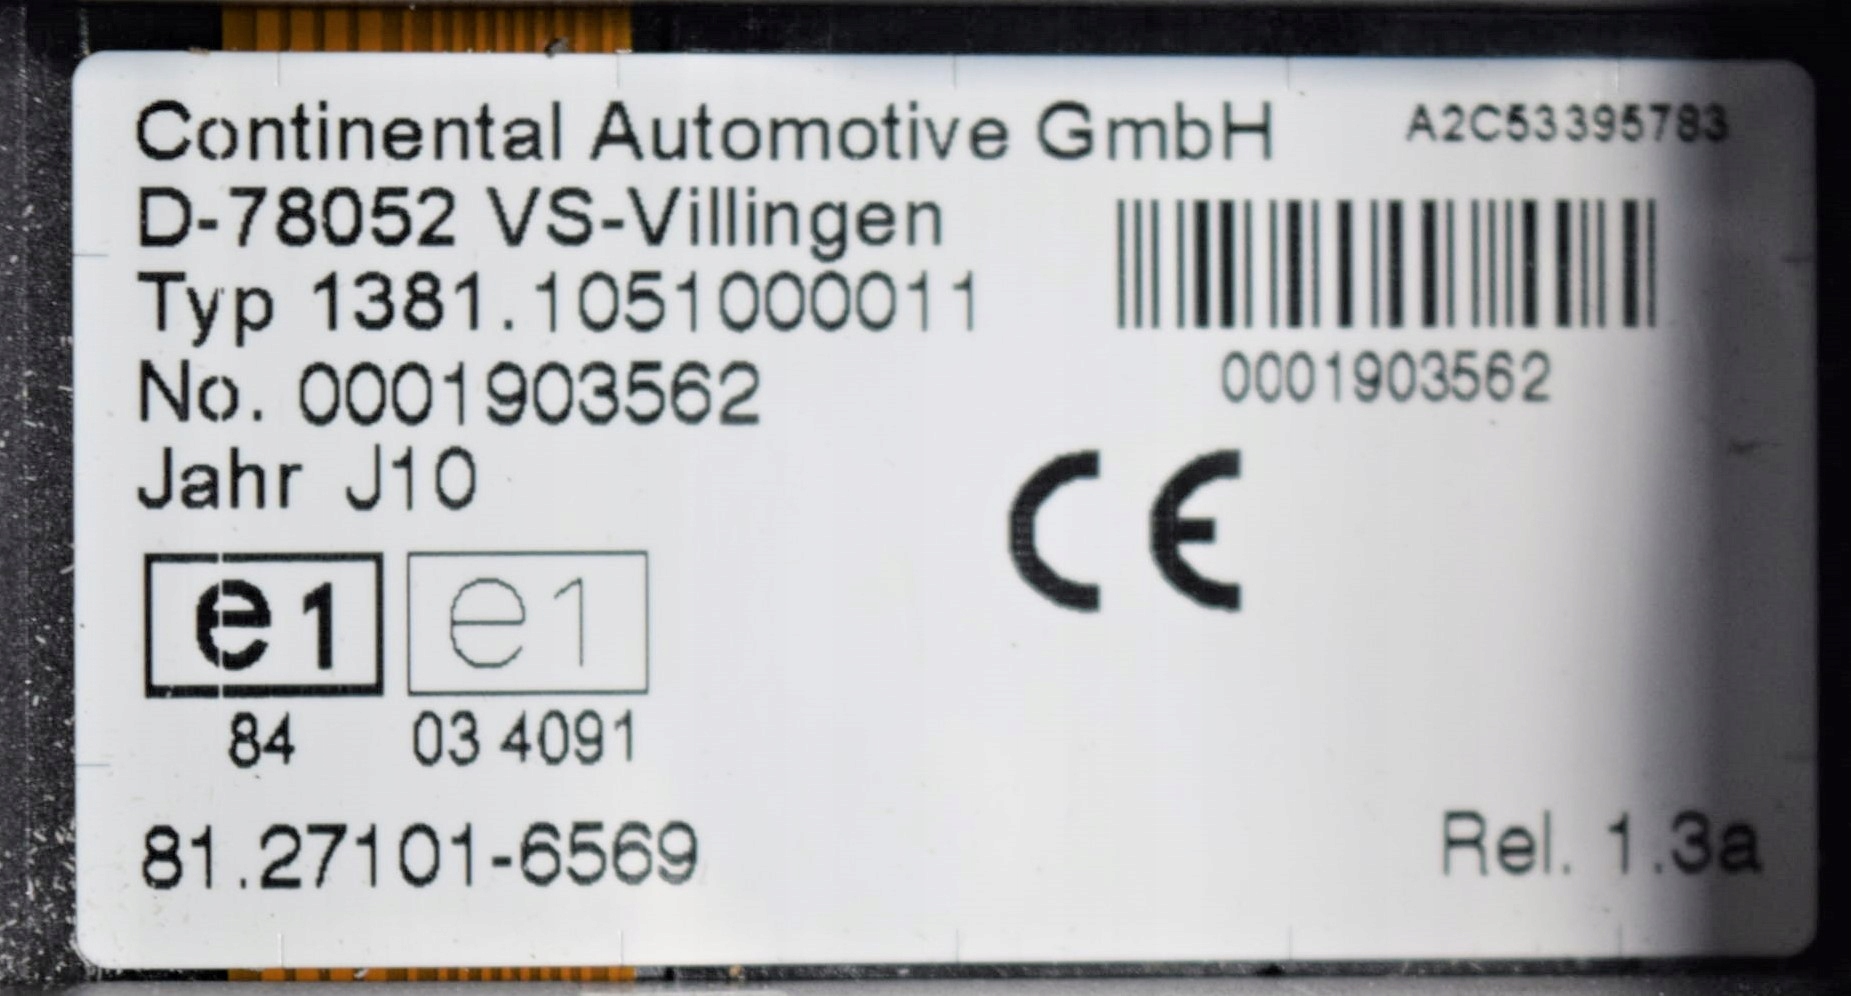 Continental Automotive GmbH A2C53395783
D-78052 VS-Villingen
Typ 1381.1051000011
No. 0001903562
0001903562
Jahr J10
CE
e1 e1
84 03 4091
81.27101-6569
Rel. 1.3a